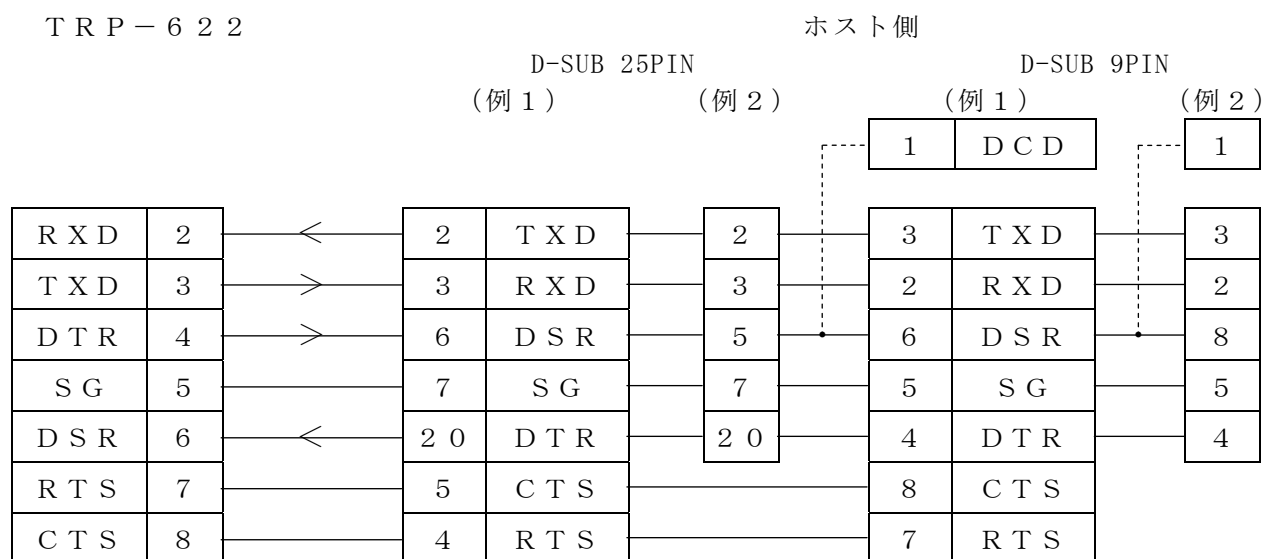 ＴＲＰ－６２２ ホスト側
D-SUB 25PIN D-SUB 9PIN
（例１） （例２） （例１） （例２）
１ ＤＣＤ １
ＲＸＤ ２ ２ ＴＸＤ ２ ３ ＴＸＤ ３
ＴＸＤ ３ ３ ＲＸＤ ３ ２ ＲＸＤ ２
ＤＴＲ ４ ６ ＤＳＲ ５ ６ ＤＳＲ ８
ＳＧ ５ ７ ＳＧ ７ ５ ＳＧ ５
ＤＳＲ ６ ２０ ＤＴＲ ２０ ４ ＤＴＲ ４
ＲＴＳ ７ ５ ＣＴＳ ８ ＣＴＳ
ＣＴＳ ８ ４ ＲＴＳ ７ ＲＴＳ